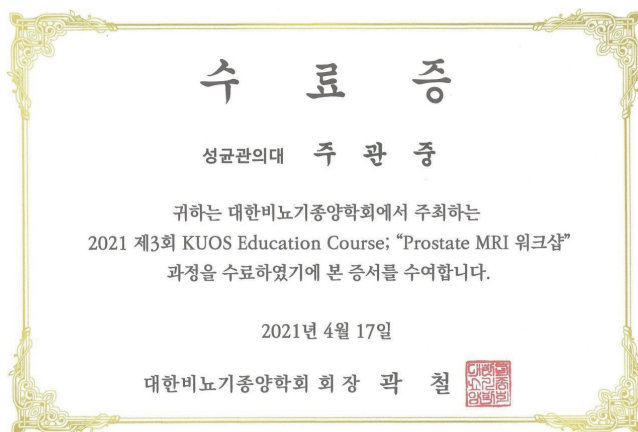 수 료 증
성균관의대 주 관 중
귀하는 대한비뇨기종양학회에서 주최하는
2021 제3회 KUOS Education Course; “Prostate MRI 워크샵”
과정을 수료하였기에 본 증서를 수여합니다.
2021년 4월 17일
대한비뇨기종양학회 회 장 곽 철